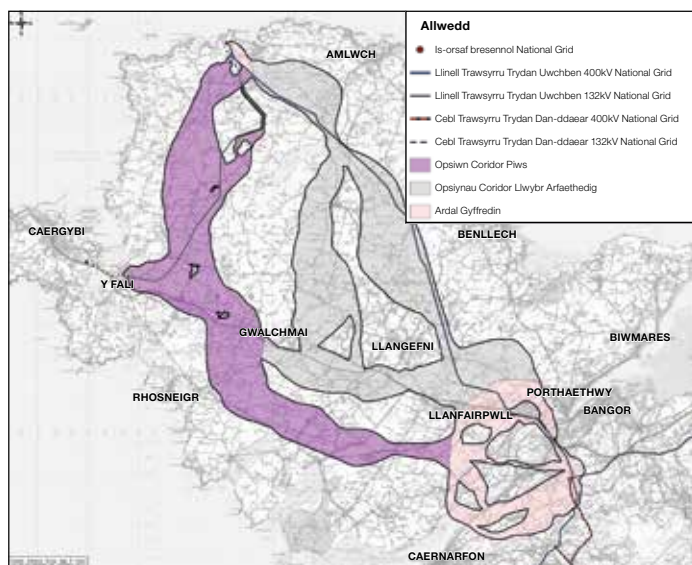 Allwedd
Is-orsaf bresennol National Grid
Llinell Trawsyrru Trydan Uwchben 400kV National Grid
Llinell Trawsyrru Trydan Uwchben 132kV National Grid
Cebl Trawsyrru Trydan Dan-ddaear 400kV National Grid
Cebl Trawsyrru Trydan Dan-ddaear 132kV National Grid
Opsiwn Coridor Piws
Opsiynau Coridor Llwybr Arfaethedig
Ardal Gyffredin
AMLWCH
CAERGYBI
BENLLECH
Y FALI
GWALCHMAI
LLANGEFNI
BIWMARES
RHOSNEIGR
PORTHAETHWY
LLANFAIRPWLL
BANGOR
CAERNARFON